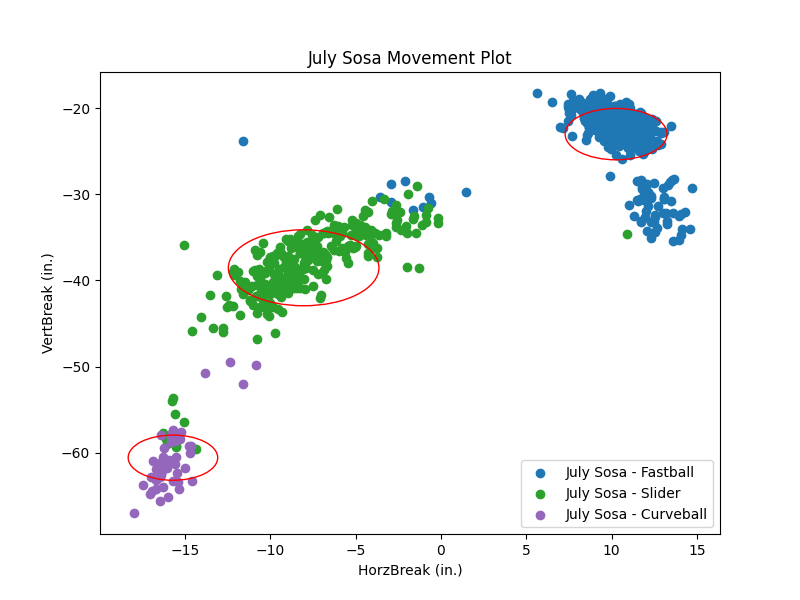 July Sosa Movement Plot
VertBreak (in.)
−20
−30
−40
−50
−60
−15
−10
−5
0
5
10
15
HorzBreak (in.)
July Sosa - Fastball
July Sosa - Slider
July Sosa - Curveball